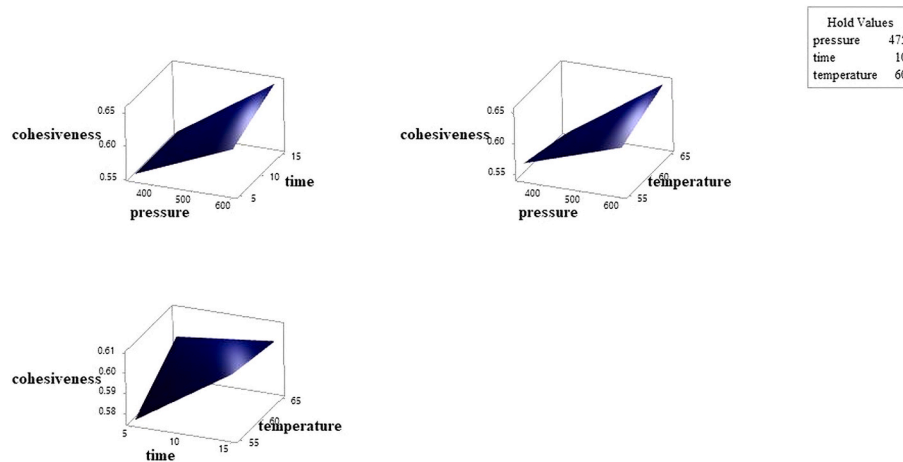 Hold Values
pressure
time 10
temperature 60
0.65
cohesiveness
0.60
0.55
400
500
600
pressure
5
10
15
time
0.65
cohesiveness
0.60
0.55
400
500
600
pressure
55
60
65
temperature
0.61
0.60
cohesiveness
0.59
0.58
5
10
15
time
55
60
65
temperature